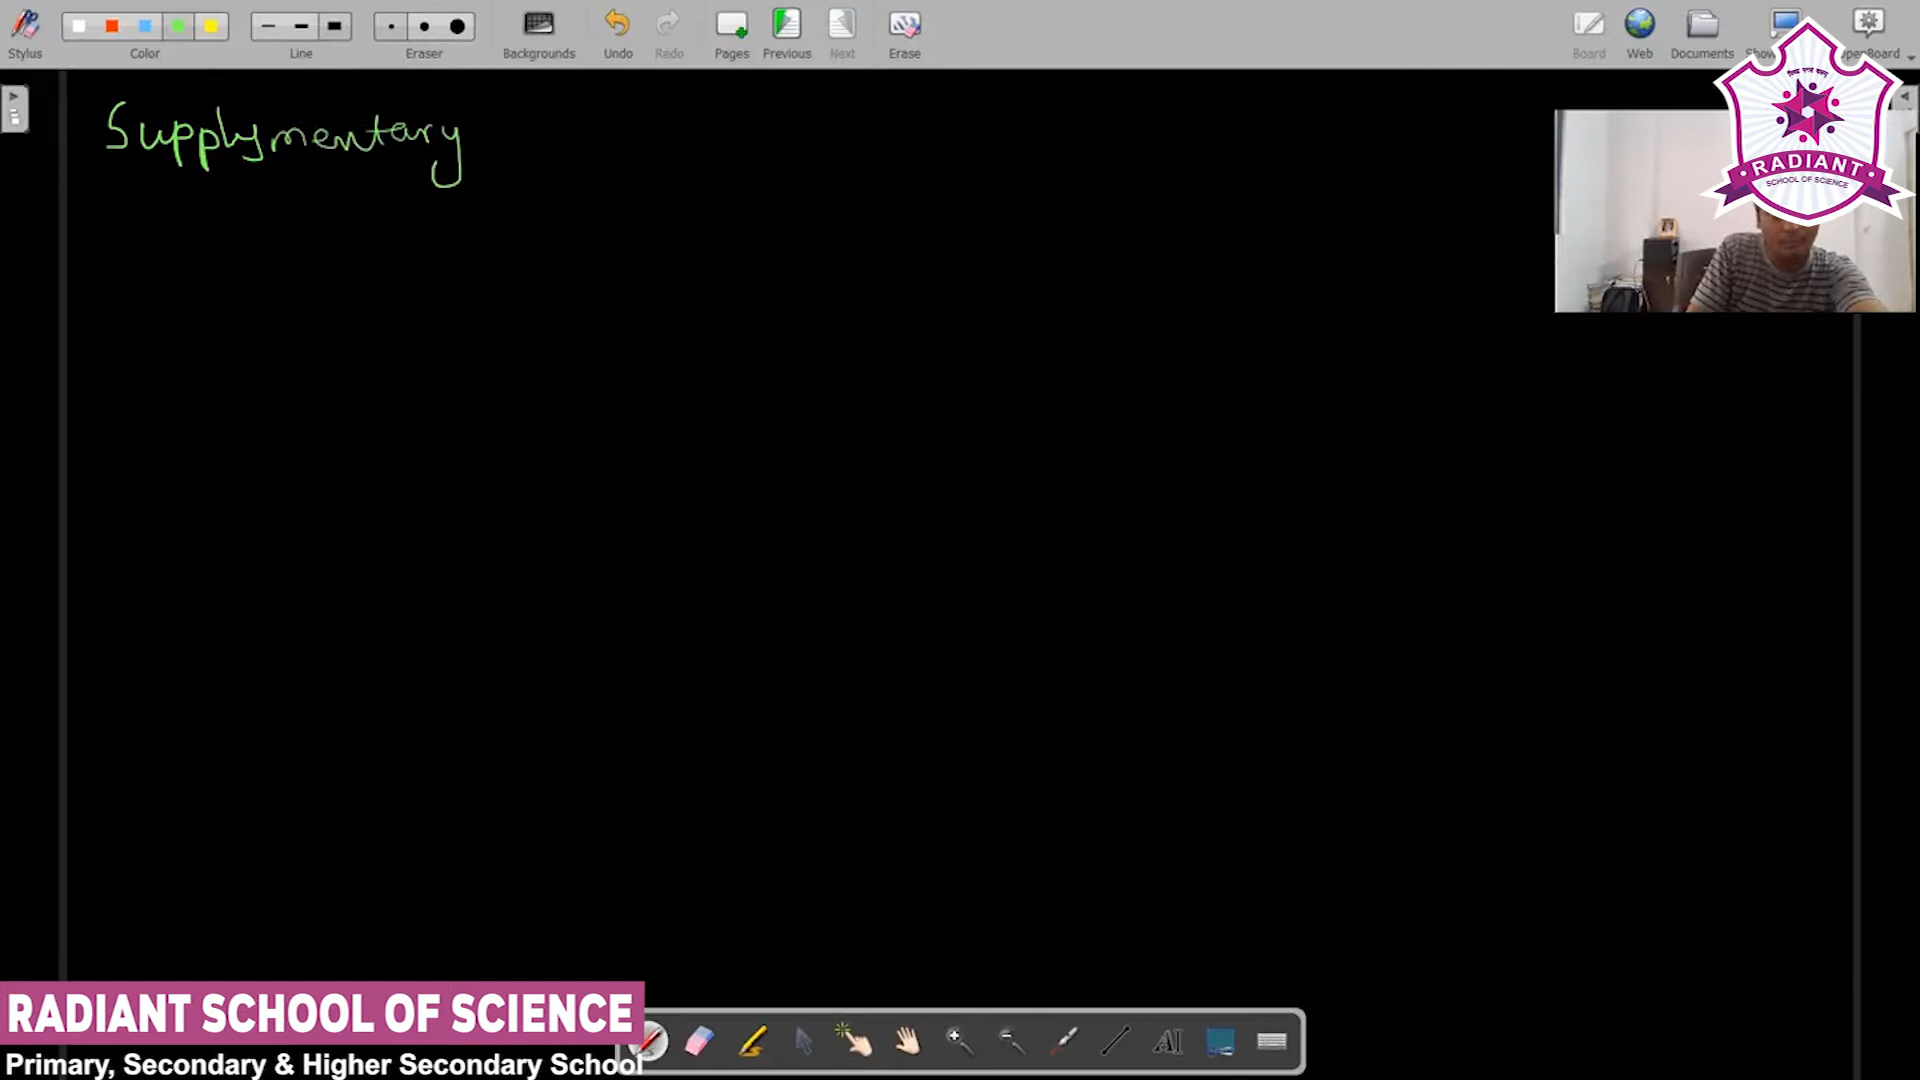 Stylus Color Line Eraser Backgrounds Undo Redo Pages Previous Next Erase Board Web Documents
Supplymentary
RADIANT
SCHOOL OF SCIENCE
RADIANT SCHOOL OF SCIENCE
Primary, Secondary & Higher Secondary School